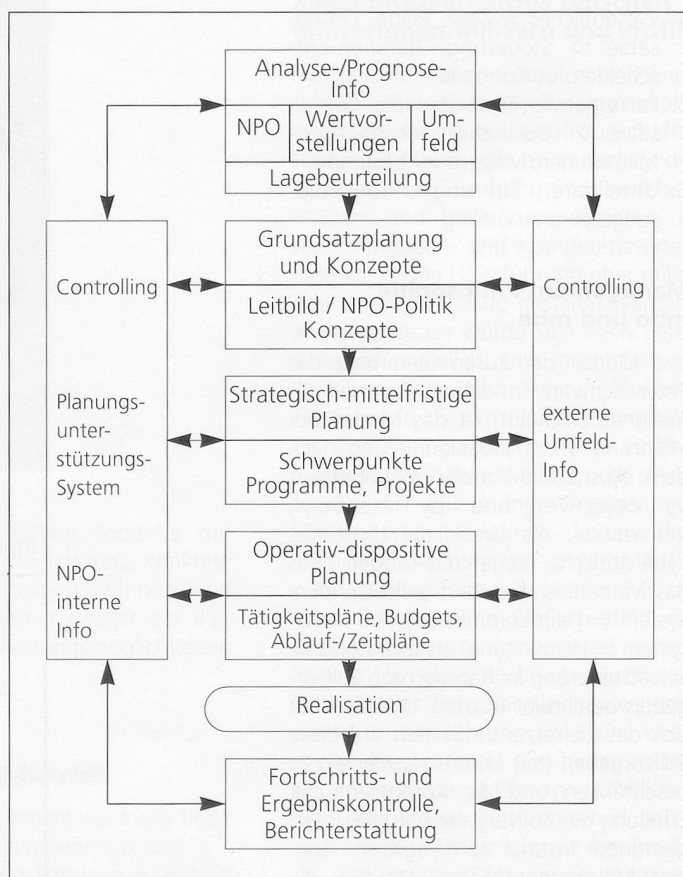 Analyse-/Prognose-
Info
NPO
Wertvor-
stellungen
Um-
feld
Lagebeurteilung
Grundsatzplanung
und Konzepte
Leitbild / NPO-Politik
Konzepte
Strategisch-mittelfristige
Planung
Schwerpunkte
Programme, Projekte
Operativ-dispositive
Planung
Tätigkeitspläne, Budgets,
Ablauf-/Zeitpläne
Realisation
Fortschritts- und
Ergebniskontrolle,
Berichterstattung
Controlling
Planungs-
unter-
stützungs-
System
NPO-
interne
Info
Controlling
externe
Umfeld-
Info